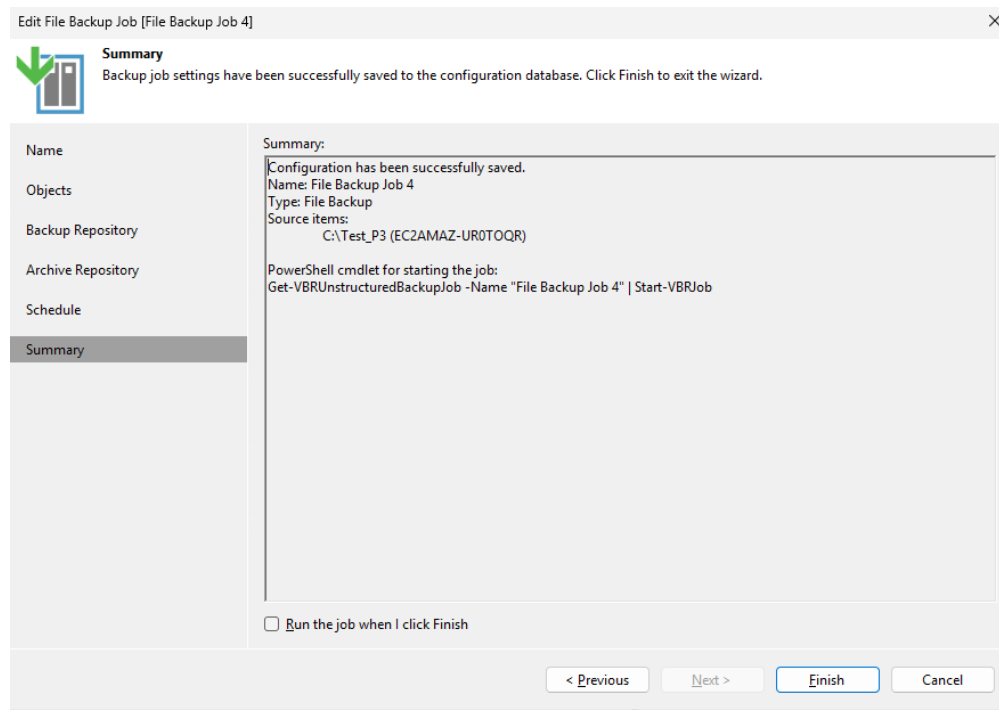 Edit File Backup Job [File Backup Job 4]
Summary
Backup job settings have been successfully saved to the configuration database. Click Finish to exit the wizard.
Name
Objects
Backup Repository
Archive Repository
Schedule
Summary
Summary:
Configuration has been successfully saved.
Name: File Backup Job 4
Type: File Backup
Source items:
C:\Test_P3 (EC2AMAZ-UR0TOQR)
PowerShell cmdlet for starting the job:
Get-VBRUnstructuredBackupJob -Name "File Backup Job 4" | Start-VBRJob
Run the job when I click Finish
< Previous
Next >
Finish
Cancel